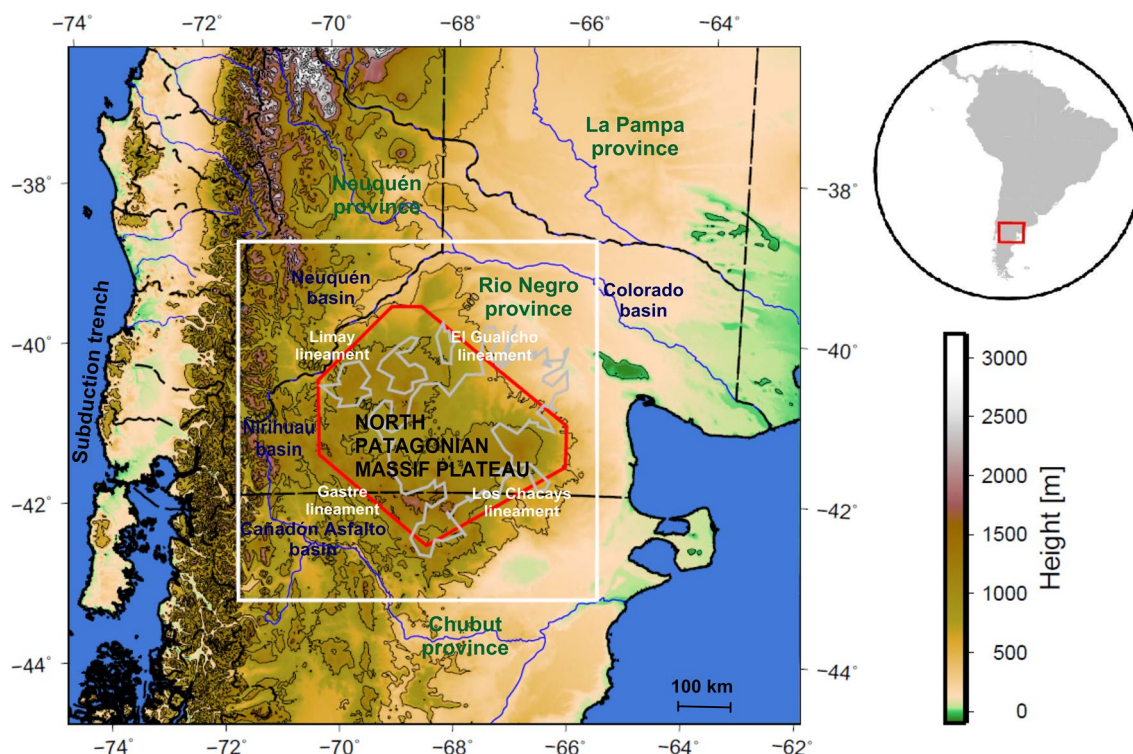 −74 −72 −70 −68 −66 −64
La Pampa
province
−38
−38
Neuquén
province
Neuquén
basin
Rio Negro
province
Colorado
basin
−40
−40
Limay
lineament
El Gualicho
lineament
Subduction trench
NORTH
PATAGONIAN
MASSIF PLATEAU
Ñirihuau
basin
−42
−42
Gastre
lineament
Los Chacays
lineament
Cañadón Asfalto
basin
Chubut
province
−44
−44
100 km
−74 −72 −70 −68 −66 −64 −62
3000
2500
2000
1500
1000
500
0
Height [m]